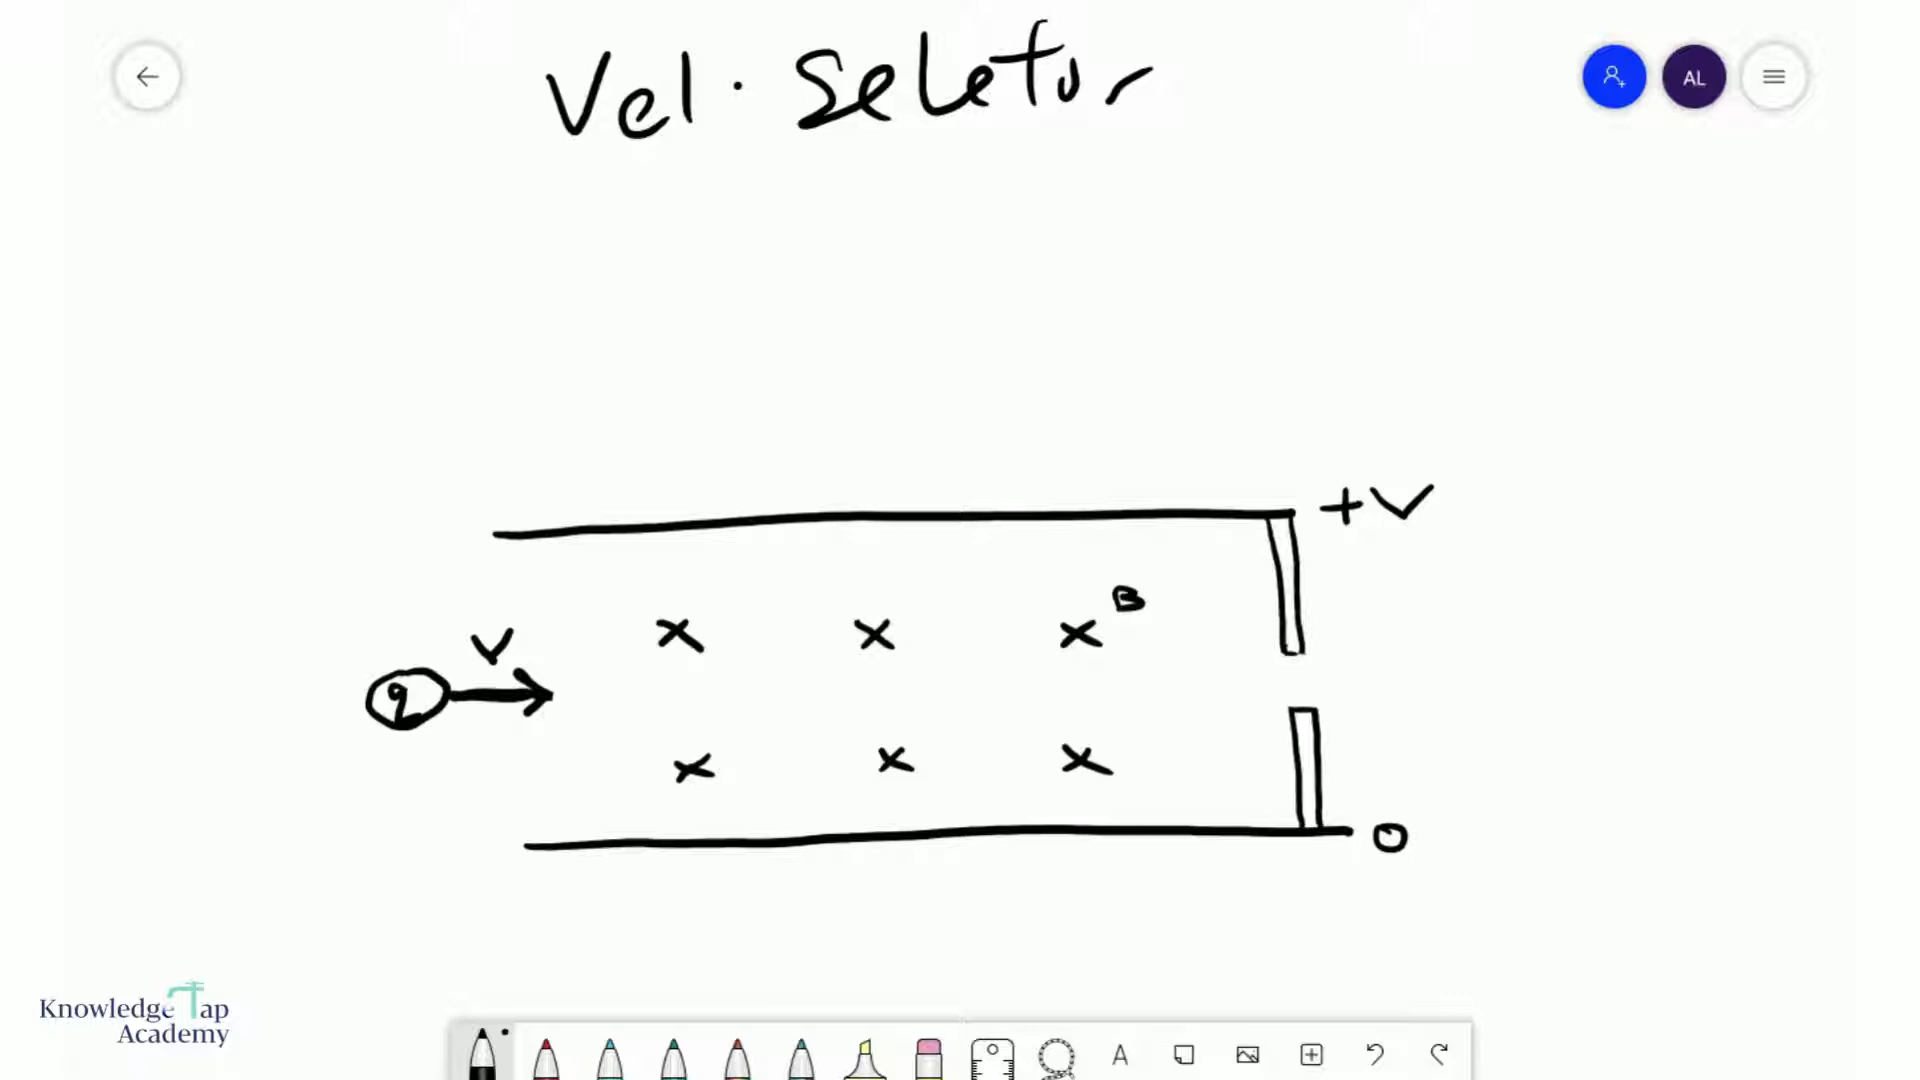 Vel. Seletor
AL
+V
B
x x x
V
q
x x x
0
Knowledge Tap
Academy
A